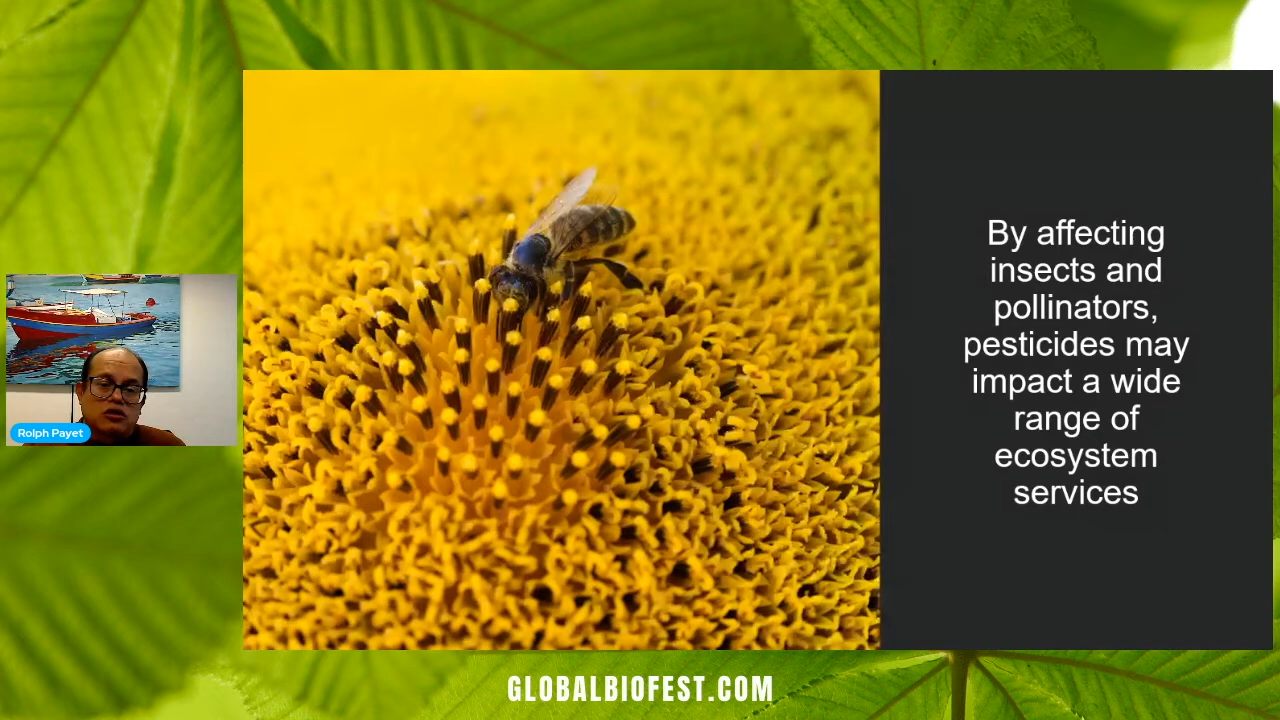 By affecting
insects and
pollinators,
pesticides may
impact a wide
range of
ecosystem
services
Rolph Payet
GLOBALBIOFEST.COM